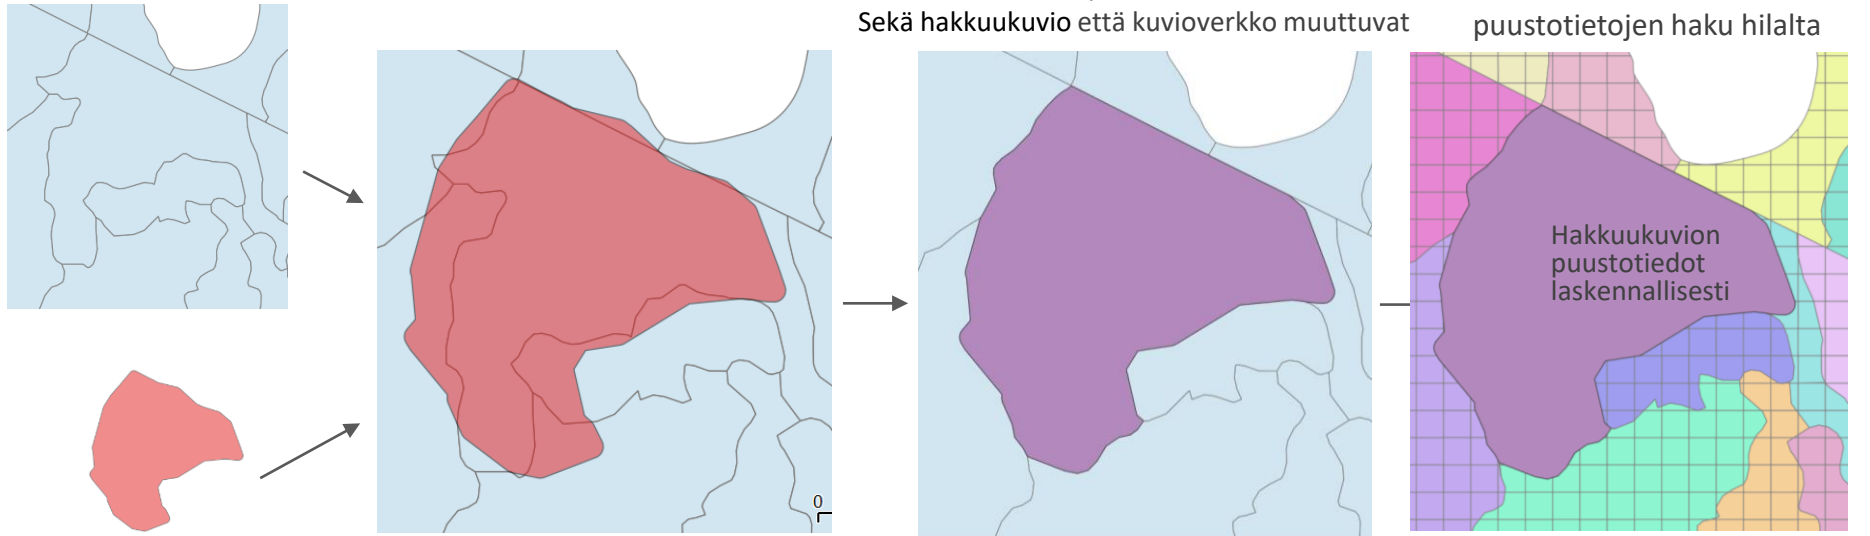 Sekä hakkuukuvio että kuvioverkko muuttuvat
puustotietojen haku hilalta
Hakkuukuvion
puustotiedot
laskennallisesti
0